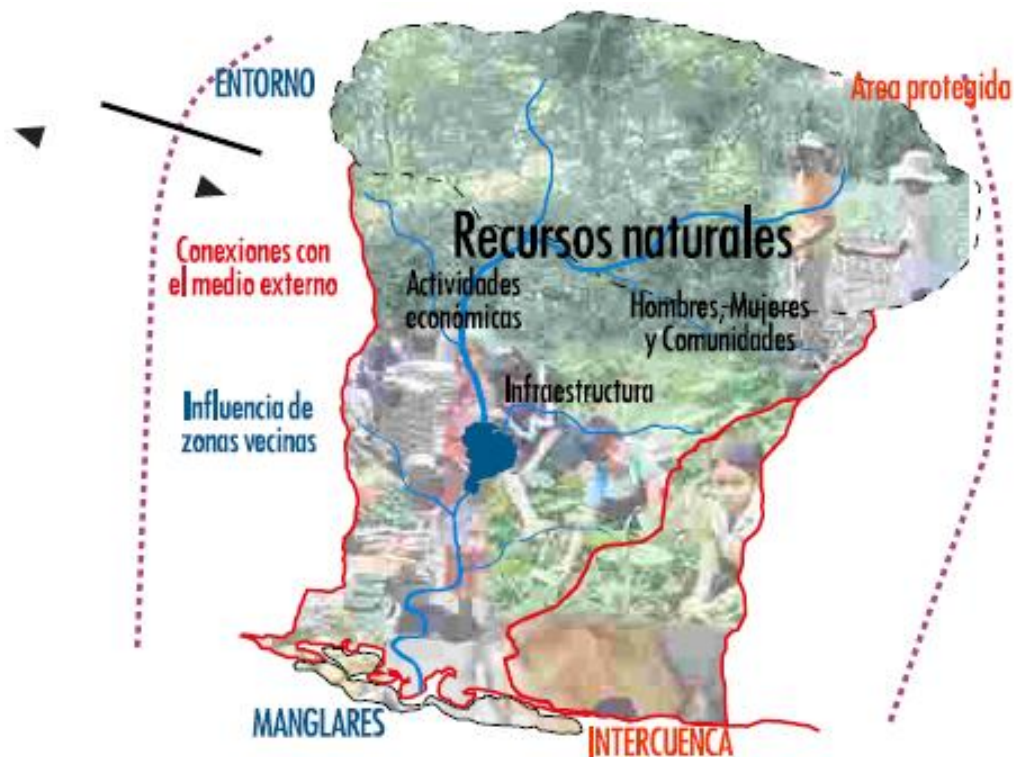 ENTORNO
Área protegida
Recursos naturales
Conexiones con
el medio externo
Actividades
económicas
Hombres, Mujeres
y Comunidades
Infraestructura
Influencia de
zonas vecinas
MANGLARES
INTERCUENCA